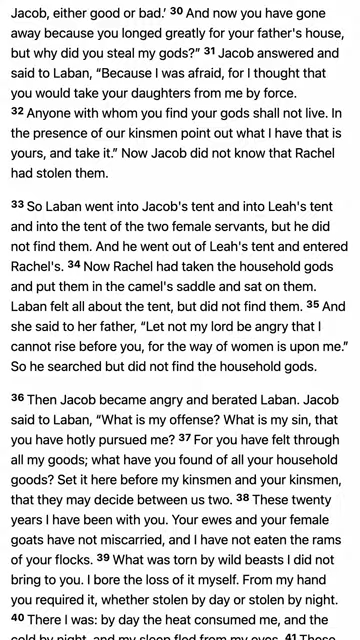 Jacob, either good or bad.’ 30 And now you have gone
away because you longed greatly for your father's house,
but why did you steal my gods?” 31 Jacob answered and
said to Laban, “Because I was afraid, for I thought that
you would take your daughters from me by force.
32 Anyone with whom you find your gods shall not live. In
the presence of our kinsmen point out what I have that is
yours, and take it.” Now Jacob did not know that Rachel
had stolen them.
33 So Laban went into Jacob's tent and into Leah's tent
and into the tent of the two female servants, but he did
not find them. And he went out of Leah's tent and entered
Rachel's. 34 Now Rachel had taken the household gods
and put them in the camel's saddle and sat on them.
Laban felt all about the tent, but did not find them. 35 And
she said to her father, “Let not my lord be angry that I
cannot rise before you, for the way of women is upon me.”
So he searched but did not find the household gods.
36 Then Jacob became angry and berated Laban. Jacob
said to Laban, “What is my offense? What is my sin, that
you have hotly pursued me? 37 For you have felt through
all my goods; what have you found of all your household
goods? Set it here before my kinsmen and your kinsmen,
that they may decide between us two. 38 These twenty
years I have been with you. Your ewes and your female
goats have not miscarried, and I have not eaten the rams
of your flocks. 39 What was torn by wild beasts I did not
bring to you. I bore the loss of it myself. From my hand
you required it, whether stolen by day or stolen by night.
40 There I was: by day the heat consumed me, and the
cold by night, and my sleep fled from my eyes. 41 These